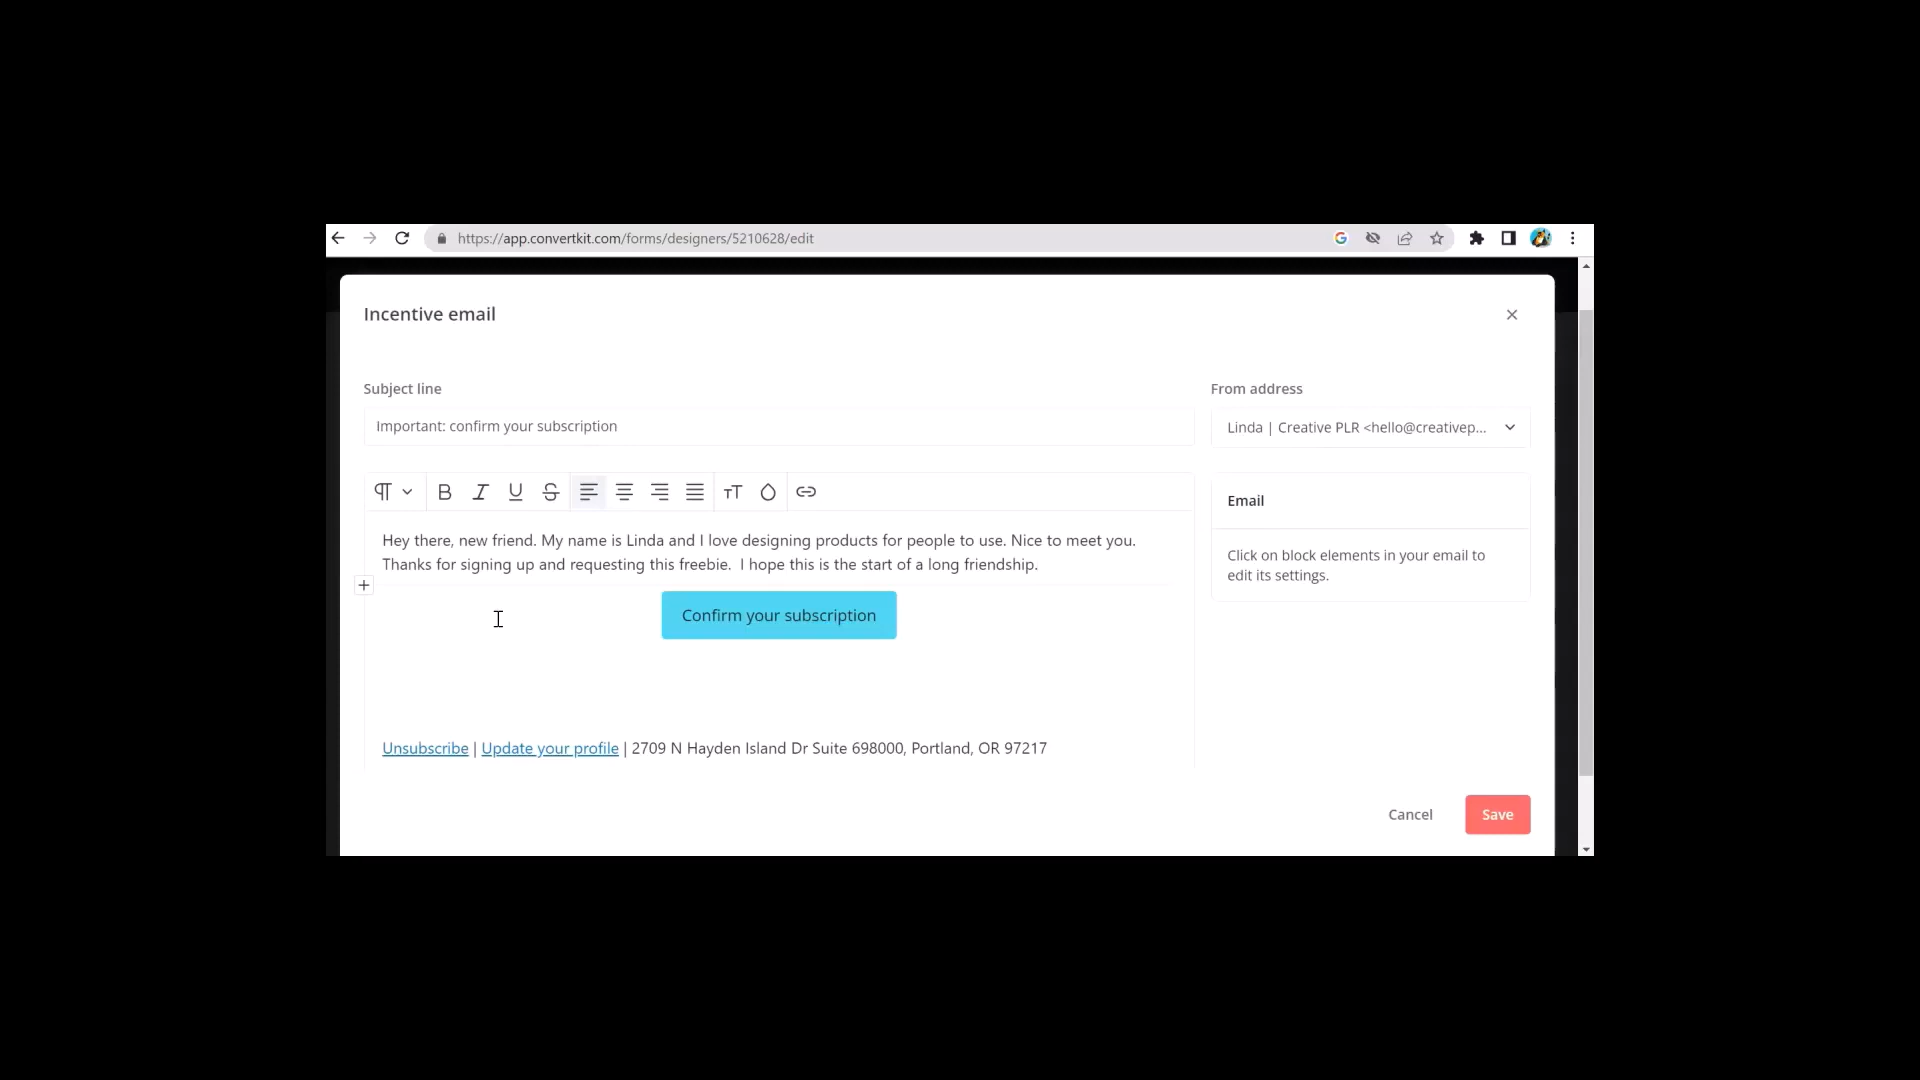 https://app.convertkit.com/forms/designers/5210628/edit
Incentive email
Subject line
From address
Important: confirm your subscription
Linda | Creative PLR <hello@creativep...
Email
Hey there, new friend. My name is Linda and I love designing products for people to use. Nice to meet you.
Thanks for signing up and requesting this freebie.  I hope this is the start of a long friendship.
Click on block elements in your email to
edit its settings.
Confirm your subscription
Unsubscribe | Update your profile | 2709 N Hayden Island Dr Suite 698000, Portland, OR 97217
Cancel
Save